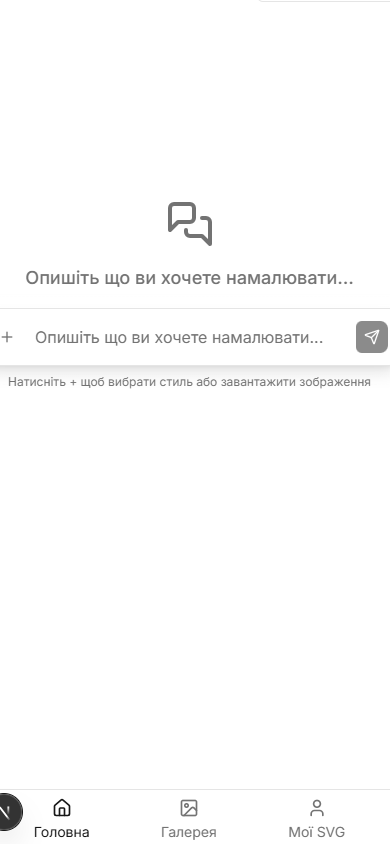 Опишіть що ви хочете намалювати...
+ Опишіть що ви хочете намалювати...
Натисніть + щоб вибрати стиль або завантажити зображення
Головна
Галерея
Мої SVG